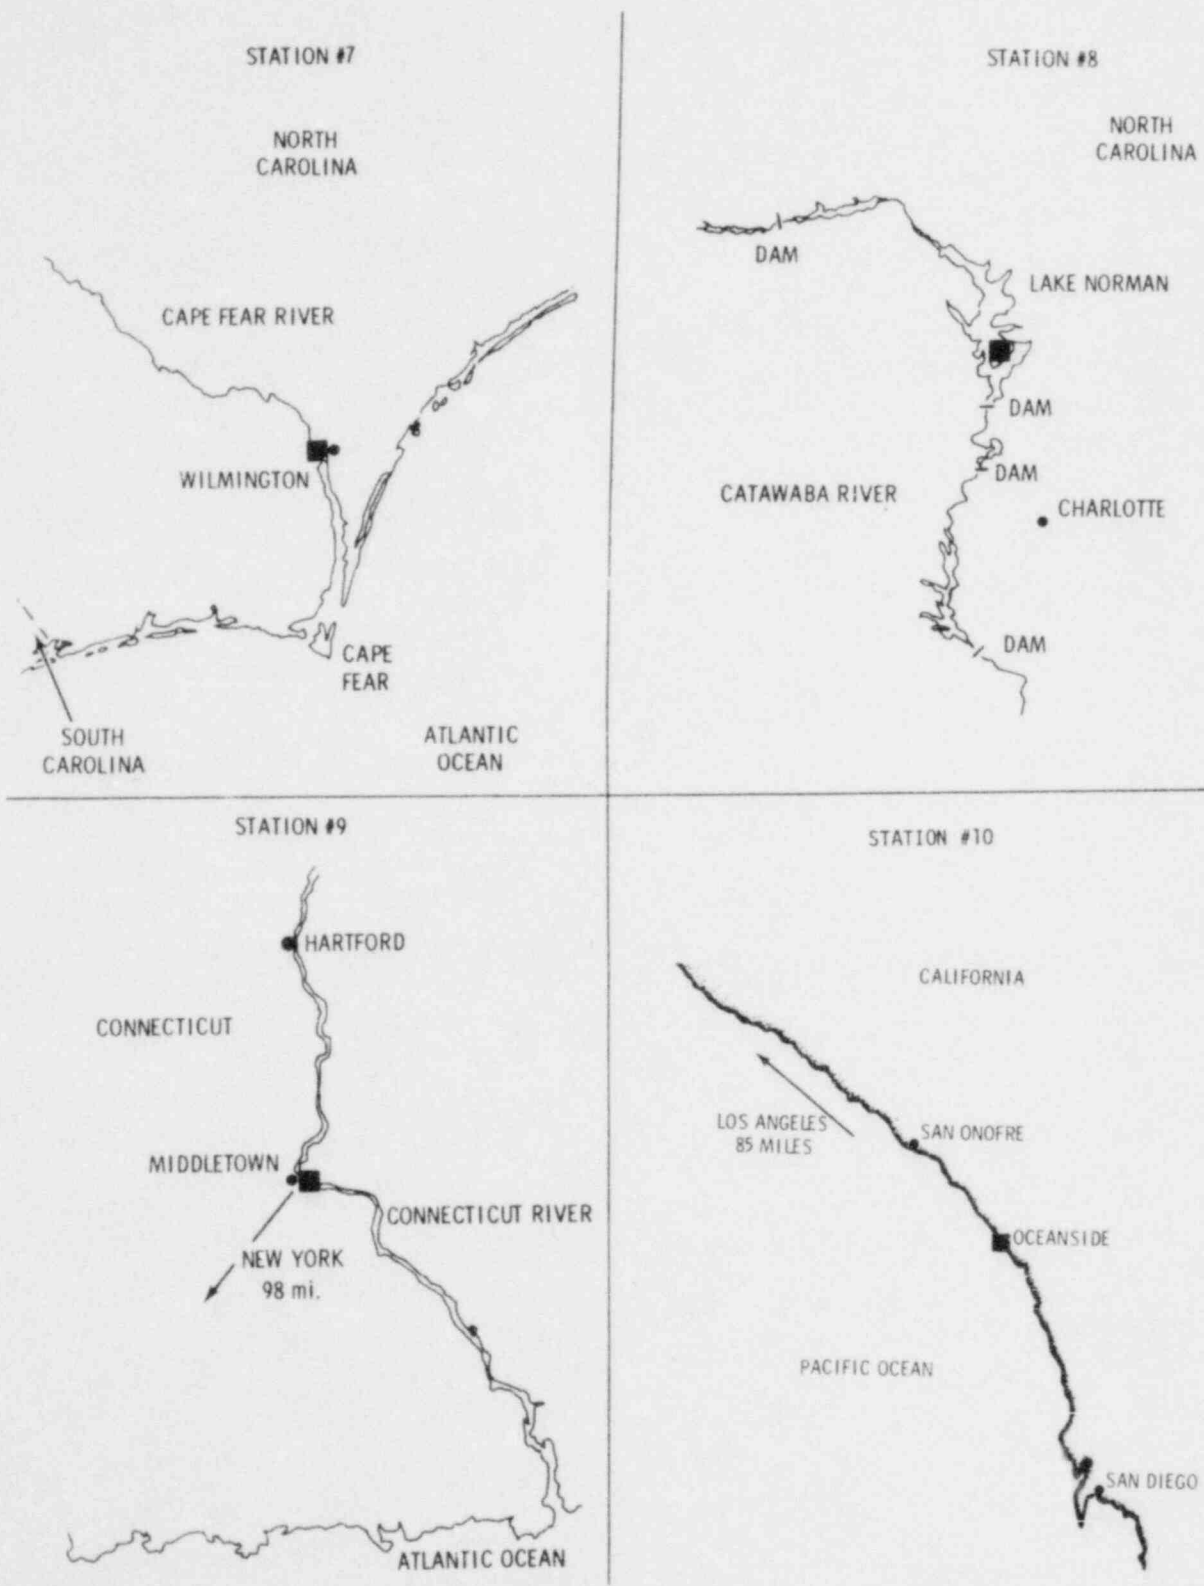 STATION #7
NORTH
CAROLINA
CAPE FEAR RIVER
WILMINGTON
CAPE
FEAR
SOUTH
CAROLINA
ATLANTIC
OCEAN
STATION #8
NORTH
CAROLINA
DAM
LAKE NORMAN
DAM
DAM
CATAWABA RIVER
CHARLOTTE
DAM
STATION #9
HARTFORD
CONNECTICUT
MIDDLETOWN
CONNECTICUT RIVER
NEW YORK
98 mi.
ATLANTIC OCEAN
STATION #10
CALIFORNIA
LOS ANGELES
85 MILES
SAN ONOFRE
OCEANSIDE
PACIFIC OCEAN
SAN DIEGO